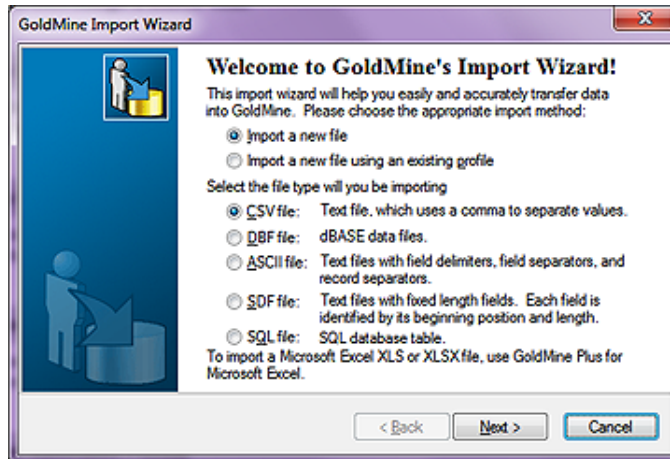 GoldMine Import Wizard
Welcome to GoldMine's Import Wizard!
This import wizard will help you easily and accurately transfer data
into GoldMine. Please choose the appropriate import method:
Import a new file
Import a new file using an existing profile
Select the file type will you be importing
CSV file: Text file, which uses a comma to separate values.
DBF file: dBASE data files.
ASCII file: Text files with field delimiters, field separators, and
record separators.
SDF file: Text files with fixed length fields. Each field is
identified by its beginning position and length.
SQL file: SQL database table.
To import a Microsoft Excel XLS or XLSX file, use GoldMine Plus for
Microsoft Excel.
< Back Next > Cancel